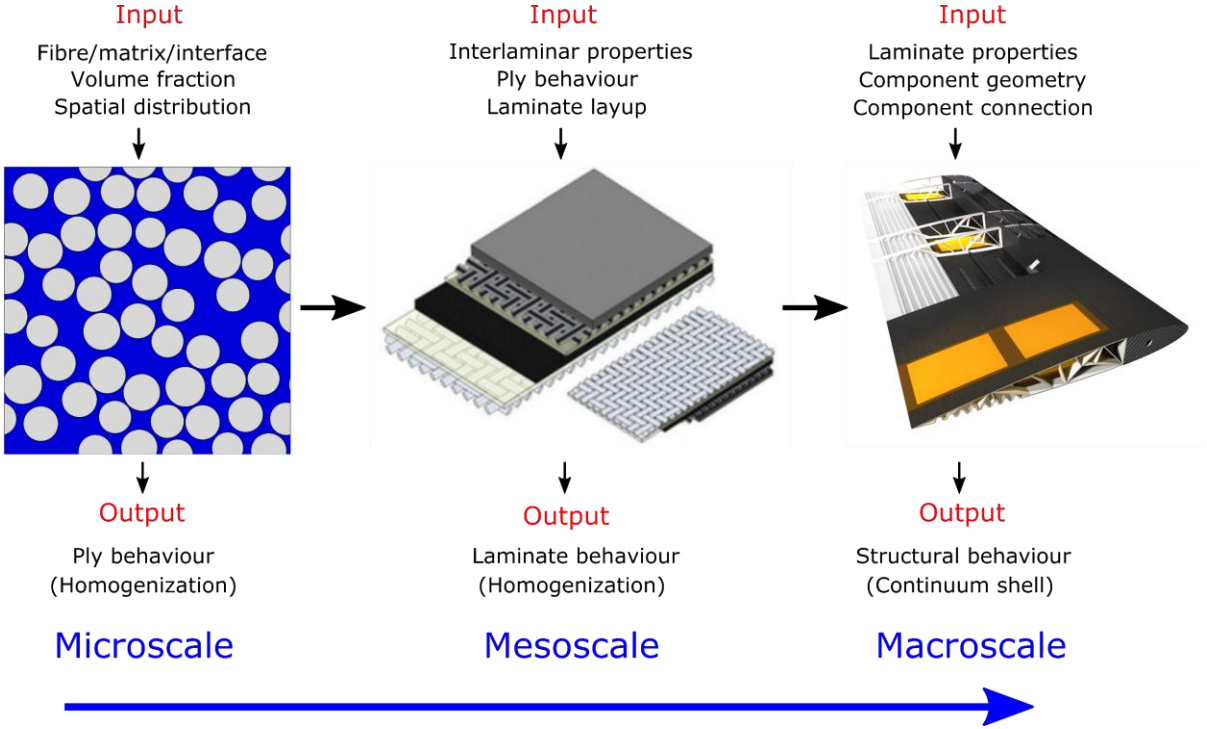 Input
Fibre/matrix/interface
Volume fraction
Spatial distribution
Input
Interlaminar properties
Ply behaviour
Laminate layup
Input
Laminate properties
Component geometry
Component connection
Output
Ply behaviour
(Homogenization)
Output
Laminate behaviour
(Homogenization)
Output
Structural behaviour
(Continuum shell)
Microscale
Mesoscale
Macroscale